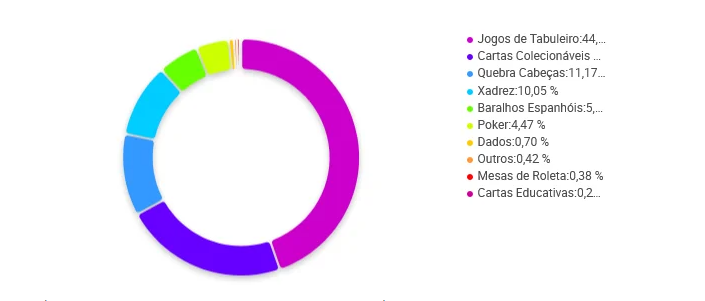 Jogos de Tabuleiro:44,...
Cartas Colecionáveis ...
Quebra Cabeças:11,17...
Xadrez:10,05 %
Baralhos Espanhóis:5,...
Poker:4,47 %
Dados:0,70 %
Outros:0,42 %
Mesas de Roleta:0,38 %
Cartas Educativas:0,2...